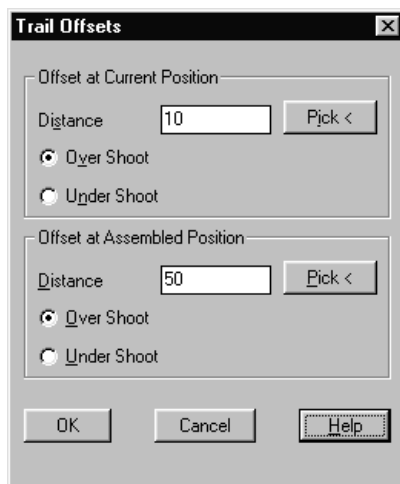 Trail Offsets
Offset at Current Position
Distance 10 Pick <
Over Shoot
Under Shoot
Offset at Assembled Position
Distance 50 Pick <
Over Shoot
Under Shoot
OK Cancel Help